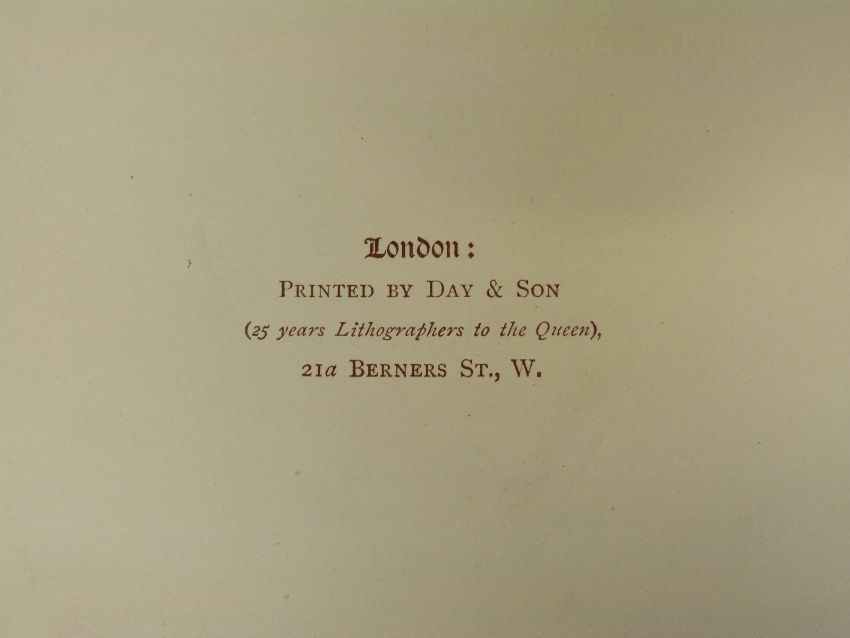 London:
Printed by Day & Son
(25 years Lithographers to the Queen),
21a Berners St., W.